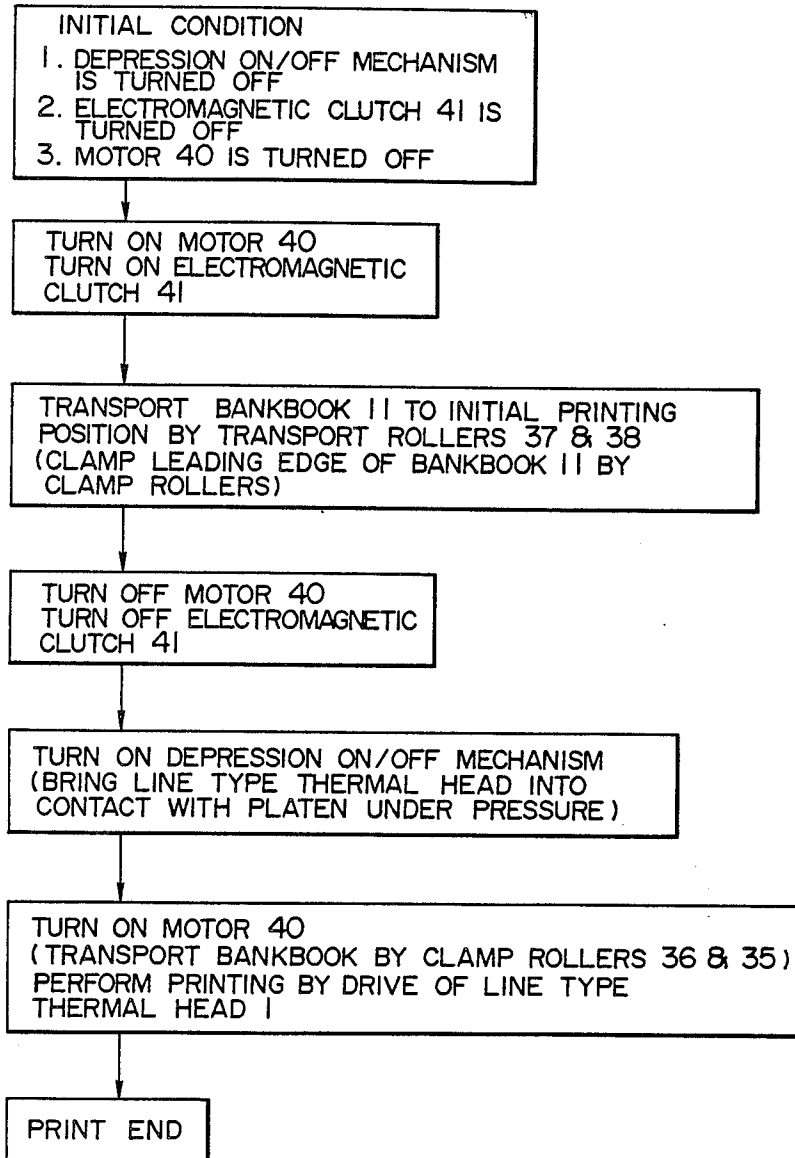 INITIAL CONDITION
1. DEPRESSION ON/OFF MECHANISM
IS TURNED OFF
2. ELECTROMAGNETIC CLUTCH 41 IS
TURNED OFF
3. MOTOR 40 IS TURNED OFF
TURN ON MOTOR 40
TURN ON ELECTROMAGNETIC
CLUTCH 41
TRANSPORT BANKBOOK 11 TO INITIAL PRINTING
POSITION BY TRANSPORT ROLLERS 37 & 38
(CLAMP LEADING EDGE OF BANKBOOK 11 BY
CLAMP ROLLERS)
TURN OFF MOTOR 40
TURN OFF ELECTROMAGNETIC
CLUTCH 41
TURN ON DEPRESSION ON/OFF MECHANISM
(BRING LINE TYPE THERMAL HEAD INTO
CONTACT WITH PLATEN UNDER PRESSURE)
TURN ON MOTOR 40
(TRANSPORT BANKBOOK BY CLAMP ROLLERS 36 & 35)
PERFORM PRINTING BY DRIVE OF LINE TYPE
THERMAL HEAD 1
PRINT END